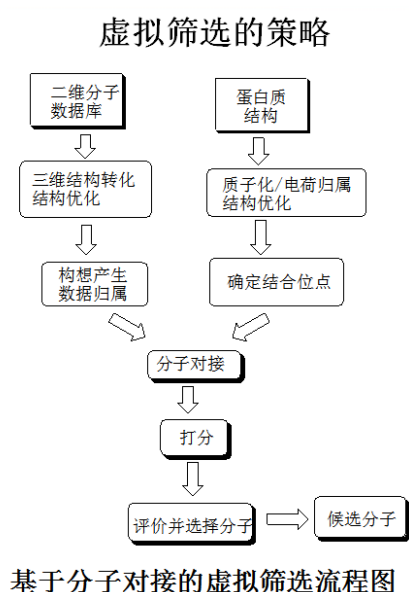 虚拟筛选的策略
二维分子
数据库
蛋白质
结构
三维结构转化
结构优化
质子化/电荷归属
结构优化
构想产生
数据归属
确定结合位点
分子对接
打分
评价并选择分子
候选分子
基于分子对接的虚拟筛选流程图